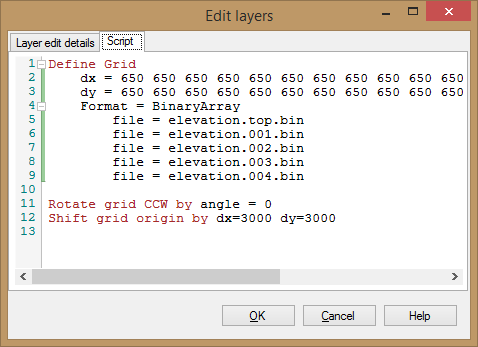 Edit layers
Layer edit details Script
1 Define Grid
2 dx = 650 650 650 650 650 650 650 650 650 650 650
3 dy = 650 650 650 650 650 650 650 650 650 650 650
4 Format = BinaryArray
5 file = elevation.top.bin
6 file = elevation.001.bin
7 file = elevation.002.bin
8 file = elevation.003.bin
9 file = elevation.004.bin
10
11 Rotate grid CCW by angle = 0
12 Shift grid origin by dx=3000 dy=3000
13
OK Cancel Help